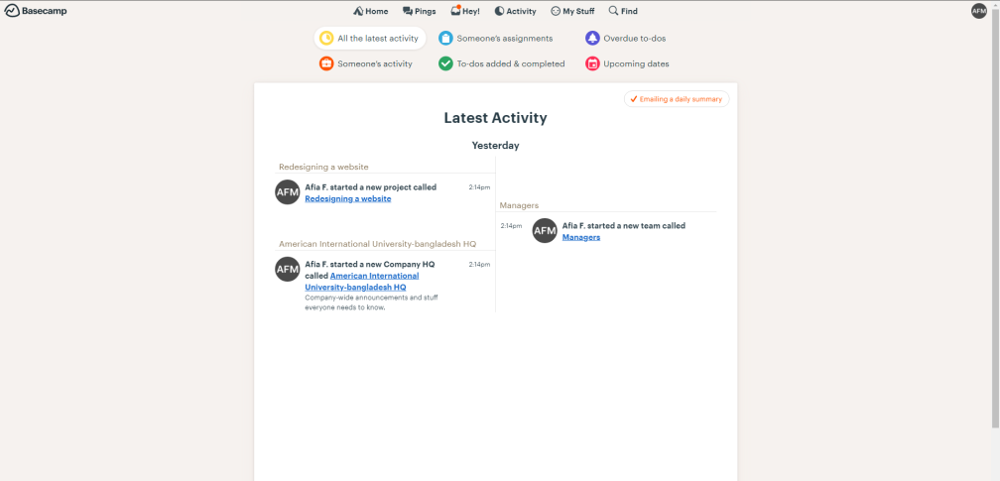 Basecamp
Home Pings Hey! Activity My Stuff Find
AFM
All the latest activity Someone's assignments Overdue to-dos
Someone's activity To-dos added & completed Upcoming dates
Emailing a daily summary
Latest Activity
Yesterday
Redesigning a website
AFM
Afia F. started a new project called
Redesigning a website
2:14pm
Managers
2:14pm
AFM
Afia F. started a new team called
Managers
American International University-bangladesh HQ
AFM
Afia F. started a new Company HQ
called American International
University-bangladesh HQ
Company-wide announcements and stuff
everyone needs to know.
2:14pm